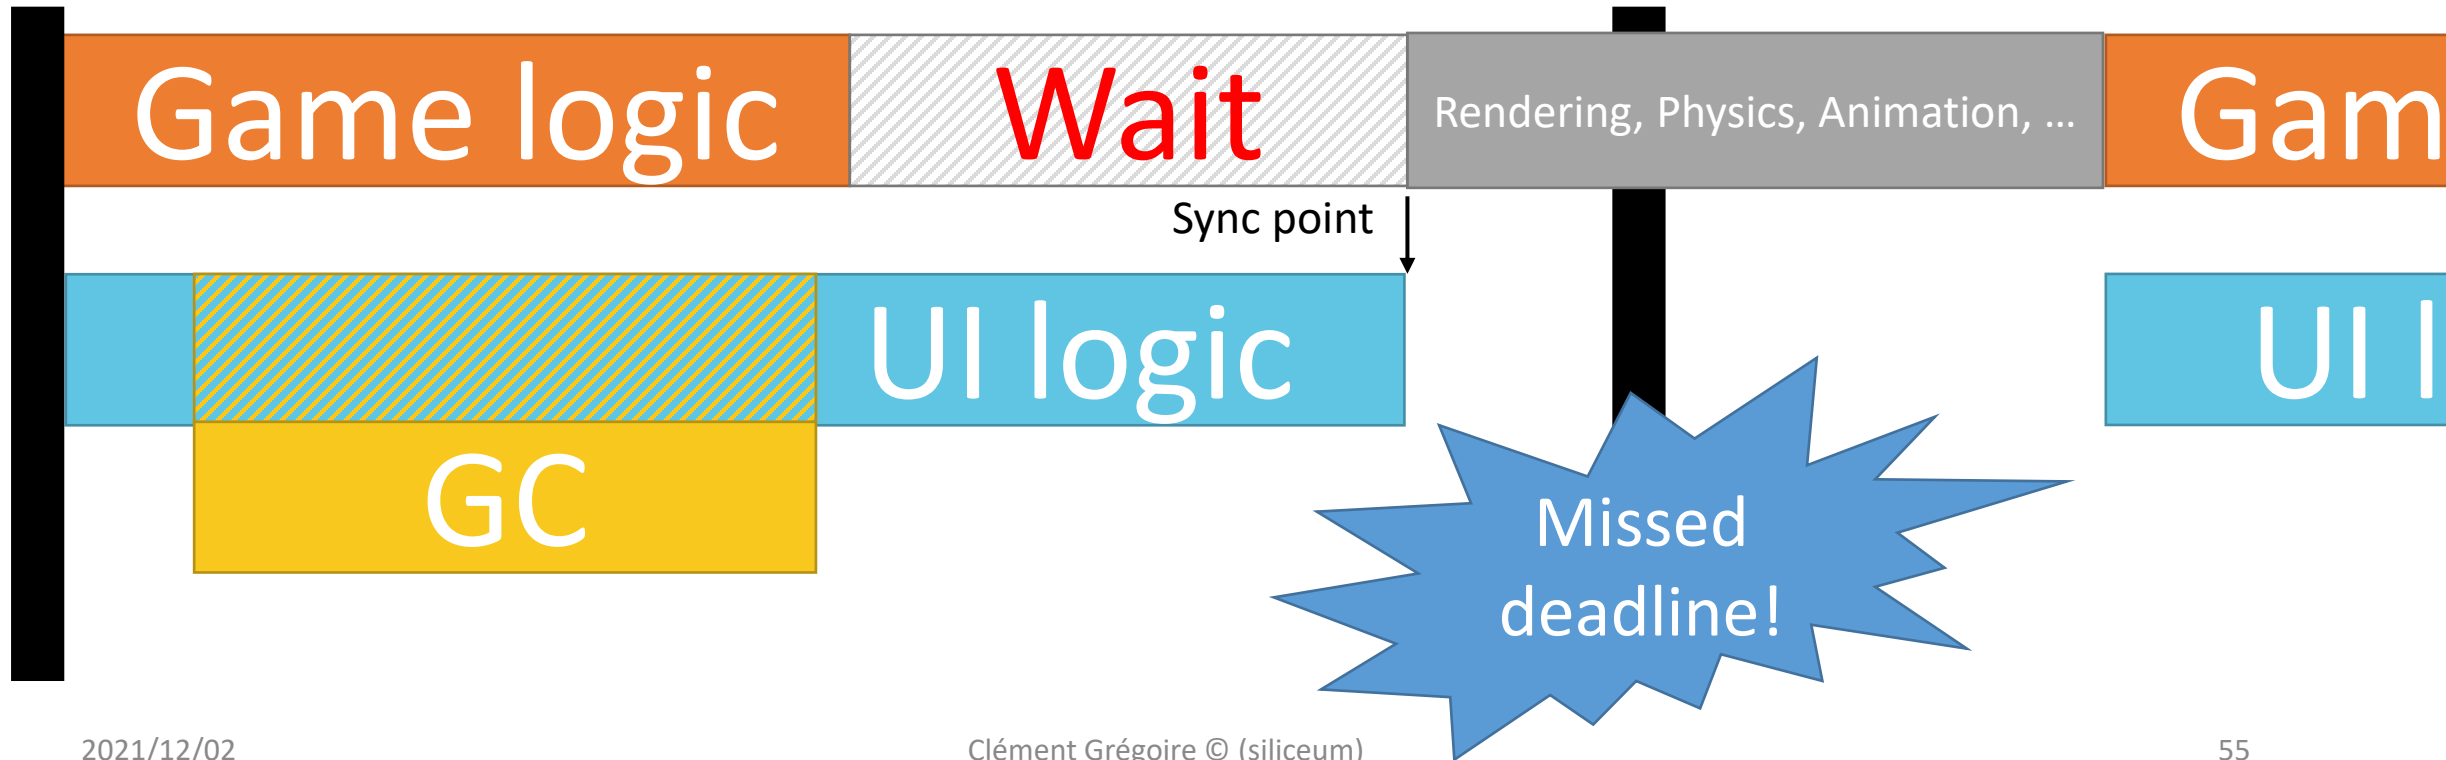 Game logic
Wait
Rendering, Physics, Animation, ...
Gam
Sync point
UI logic
UI l
GC
Missed
deadline!
2021/12/02
Clément Grégoire © (siliceum)
55